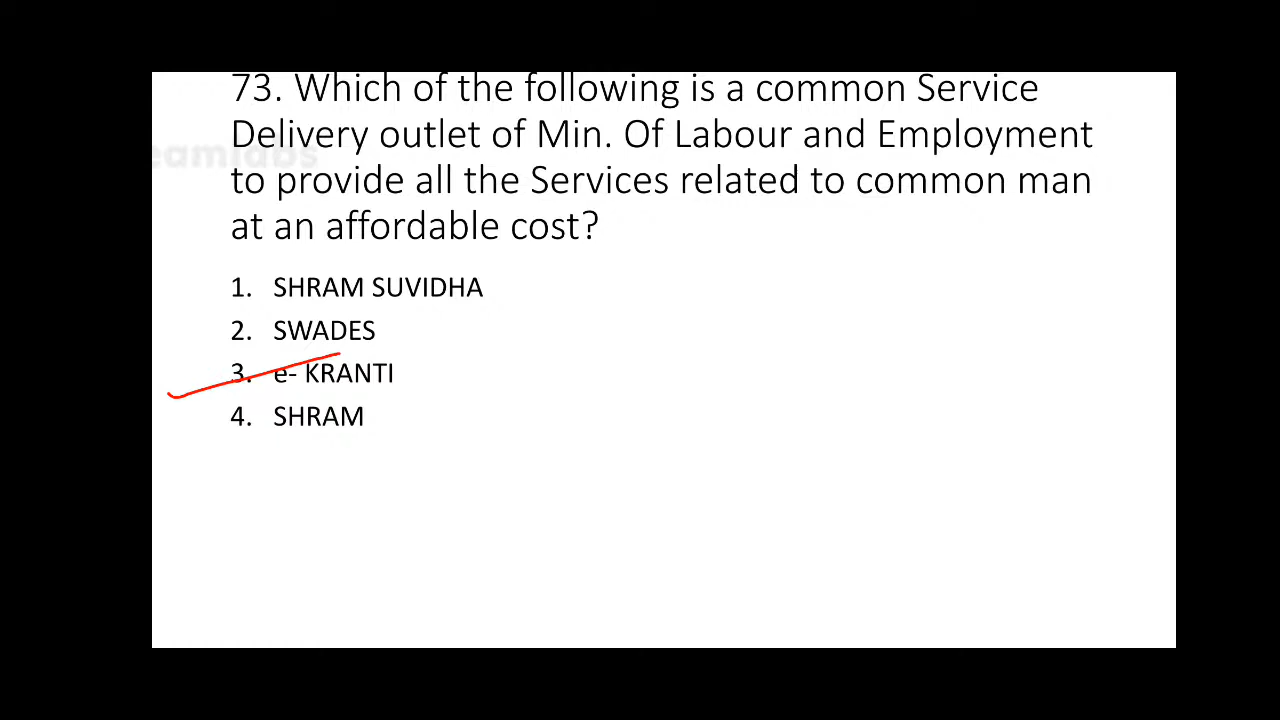 73. Which of the following is a common Service
Delivery outlet of Min. Of Labour and Employment
eamlabs
to provide all the Services related to common man
at an affordable cost?
1. SHRAM SUVIDHA
2. SWADES
3. e- KRANTI
4. SHRAM